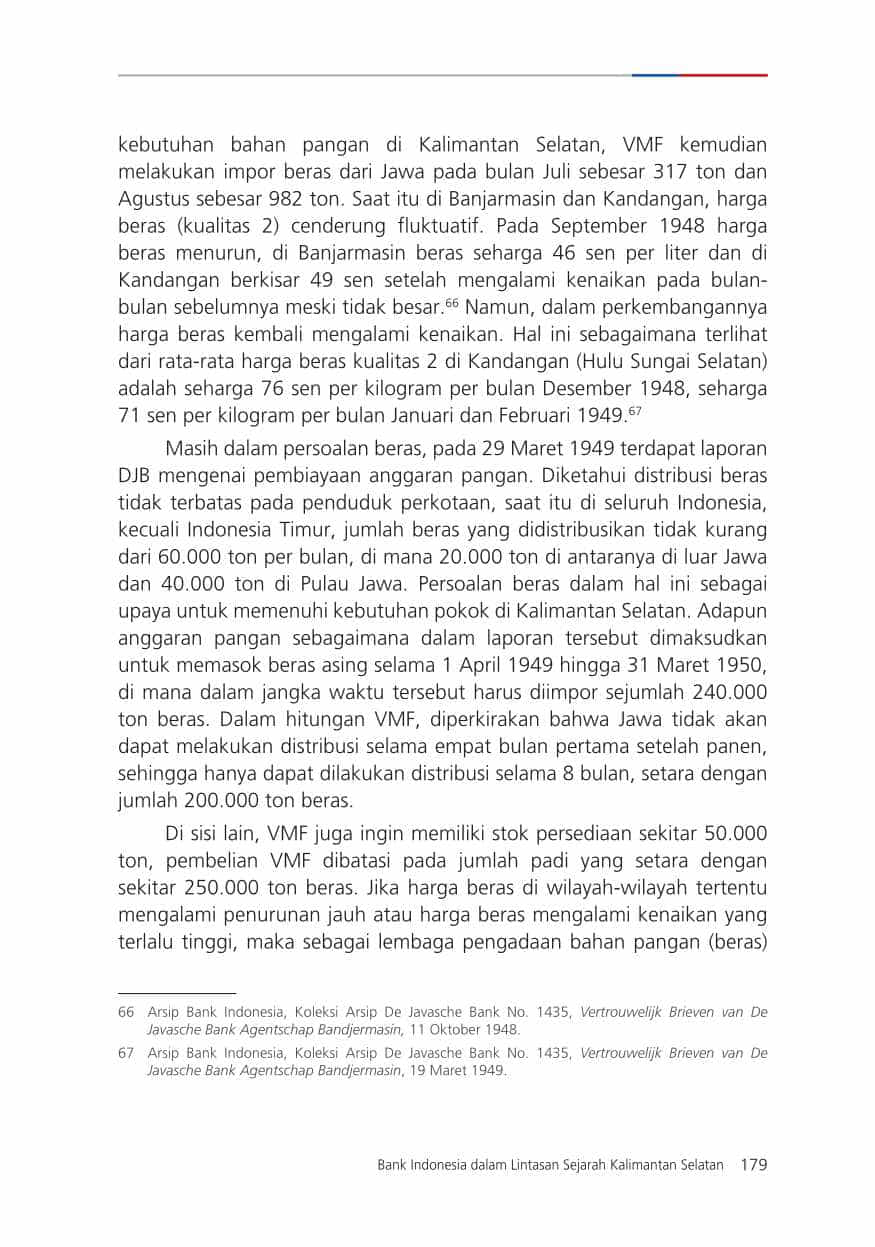 kebutuhan bahan pangan di Kalimantan Selatan, VMF kemudian
melakukan impor beras dari Jawa pada bulan Juli sebesar 317 ton dan
Agustus sebesar 982 ton. Saat itu di Banjarmasin dan Kandangan, harga
beras (kualitas 2) cenderung fluktuatif. Pada September 1948 harga
beras menurun, di Banjarmasin beras seharga 46 sen per liter dan di
Kandangan berkisar 49 sen setelah mengalami kenaikan pada bulan-
bulan sebelumnya meski tidak besar.66 Namun, dalam perkembangannya
harga beras kembali mengalami kenaikan. Hal ini sebagaimana terlihat
dari rata-rata harga beras kualitas 2 di Kandangan (Hulu Sungai Selatan)
adalah seharga 76 sen per kilogram per bulan Desember 1948, seharga
71 sen per kilogram per bulan Januari dan Februari 1949.67
Masih dalam persoalan beras, pada 29 Maret 1949 terdapat laporan
DJB mengenai pembiayaan anggaran pangan. Diketahui distribusi beras
tidak terbatas pada penduduk perkotaan, saat itu di seluruh Indonesia,
kecuali Indonesia Timur, jumlah beras yang didistribusikan tidak kurang
dari 60.000 ton per bulan, di mana 20.000 ton di antaranya di luar Jawa
dan 40.000 ton di Pulau Jawa. Persoalan beras dalam hal ini sebagai
upaya untuk memenuhi kebutuhan pokok di Kalimantan Selatan. Adapun
anggaran pangan sebagaimana dalam laporan tersebut dimaksudkan
untuk memasok beras asing selama 1 April 1949 hingga 31 Maret 1950,
di mana dalam jangka waktu tersebut harus diimpor sejumlah 240.000
ton beras. Dalam hitungan VMF, diperkirakan bahwa Jawa tidak akan
dapat melakukan distribusi selama empat bulan pertama setelah panen,
sehingga hanya dapat dilakukan distribusi selama 8 bulan, setara dengan
jumlah 200.000 ton beras.
Di sisi lain, VMF juga ingin memiliki stok persediaan sekitar 50.000
ton, pembelian VMF dibatasi pada jumlah padi yang setara dengan
sekitar 250.000 ton beras. Jika harga beras di wilayah-wilayah tertentu
mengalami penurunan jauh atau harga beras mengalami kenaikan yang
terlalu tinggi, maka sebagai lembaga pengadaan bahan pangan (beras)
66 Arsip Bank Indonesia, Koleksi Arsip De Javasche Bank No. 1435, Vertrouwelijk Brieven van De
Javasche Bank Agentschap Bandjermasin, 11 Oktober 1948.
67 Arsip Bank Indonesia, Koleksi Arsip De Javasche Bank No. 1435, Vertrouwelijk Brieven van De
Javasche Bank Agentschap Bandjermasin, 19 Maret 1949.
Bank Indonesia dalam Lintasan Sejarah Kalimantan Selatan 179